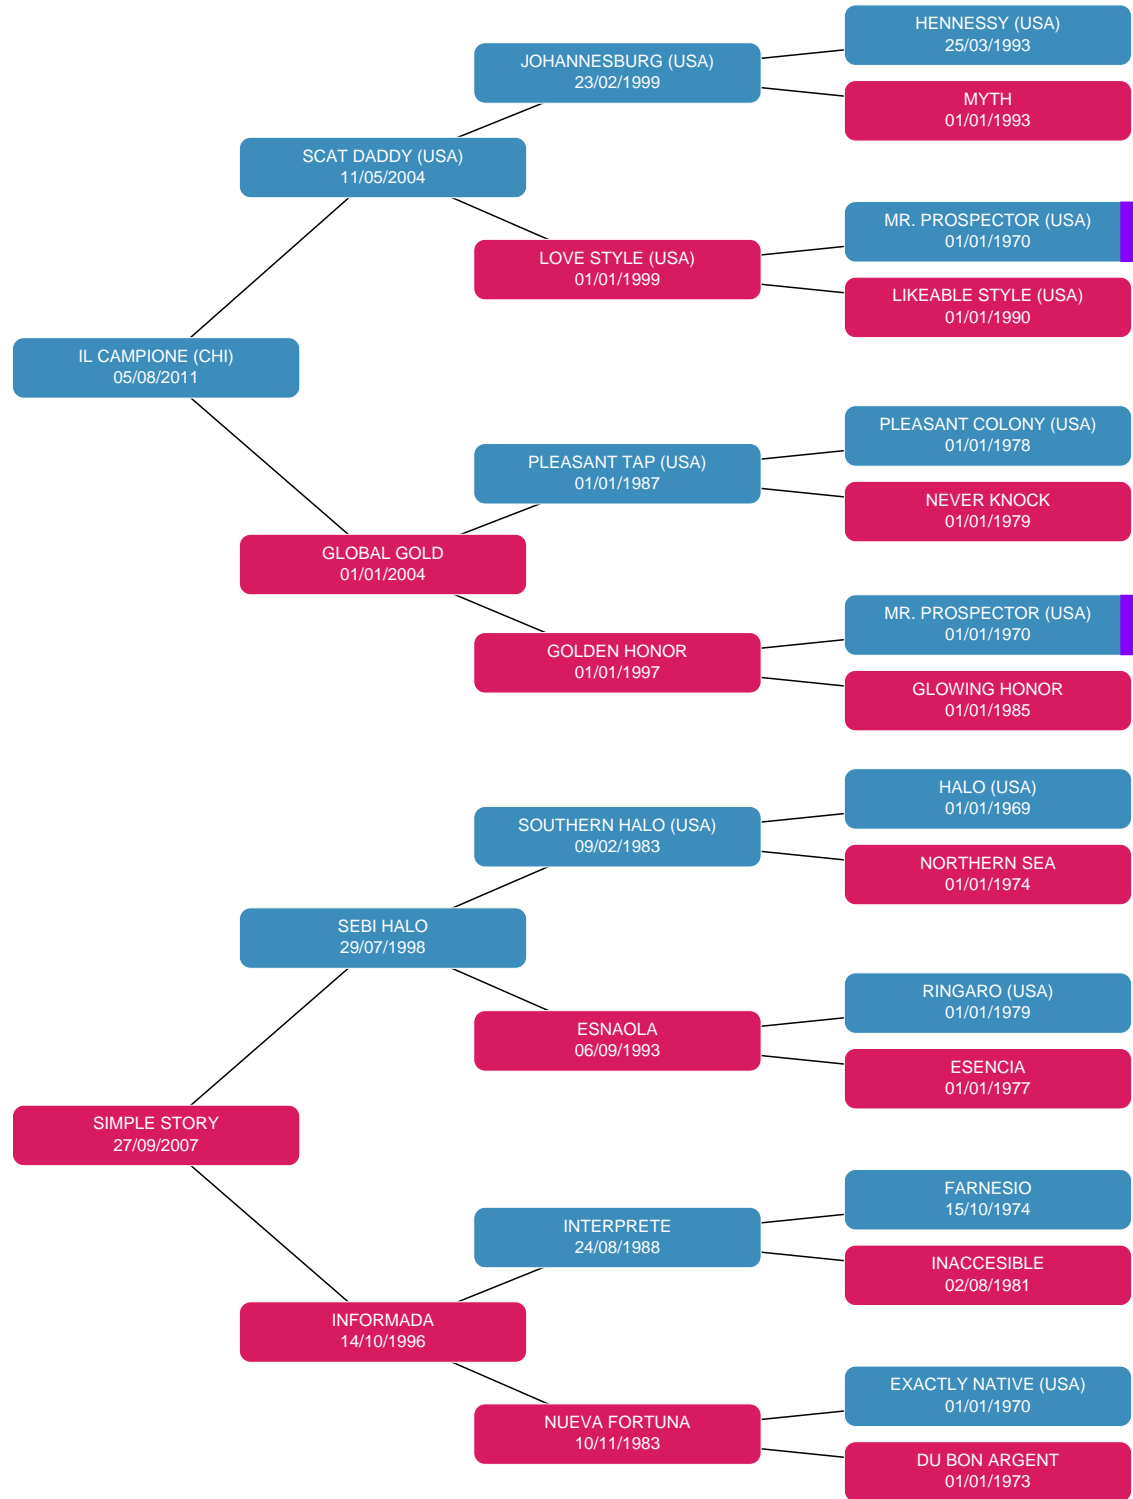 HENNESSY (USA)
25/03/1993
JOHANNESBURG (USA)
23/02/1999
MYTH
01/01/1993
SCAT DADDY (USA)
11/05/2004
MR. PROSPECTOR (USA)
01/01/1970
LOVE STYLE (USA)
01/01/1999
LIKEABLE STYLE (USA)
01/01/1990
IL CAMPIONE (CHI)
05/08/2011
PLEASANT COLONY (USA)
01/01/1978
PLEASANT TAP (USA)
01/01/1987
NEVER KNOCK
01/01/1979
GLOBAL GOLD
01/01/2004
MR. PROSPECTOR (USA)
01/01/1970
GOLDEN HONOR
01/01/1997
GLOWING HONOR
01/01/1985
HALO (USA)
01/01/1969
SOUTHERN HALO (USA)
09/02/1983
NORTHERN SEA
01/01/1974
SEBI HALO
29/07/1998
RINGARO (USA)
01/01/1979
ESNAOLA
06/09/1993
ESENCIA
01/01/1977
SIMPLE STORY
27/09/2007
FARNESIO
15/10/1974
INTERPRETE
24/08/1988
INACCESIBLE
02/08/1981
INFORMADA
14/10/1996
EXACTLY NATIVE (USA)
01/01/1970
NUEVA FORTUNA
10/11/1983
DU BON ARGENT
01/01/1973